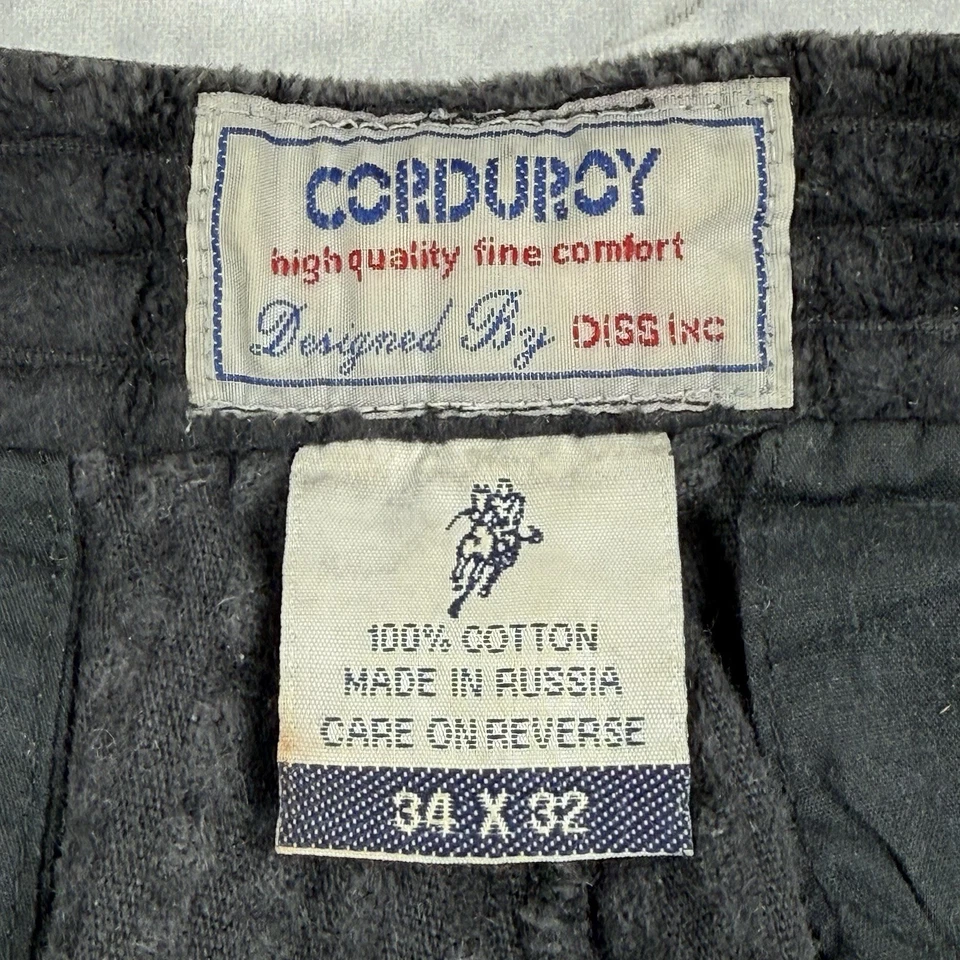 CORDUROY
high quality fine comfort
Designed By DISS INC
100% COTTON
MADE IN RUSSIA
CARE ON REVERSE
34 X 32